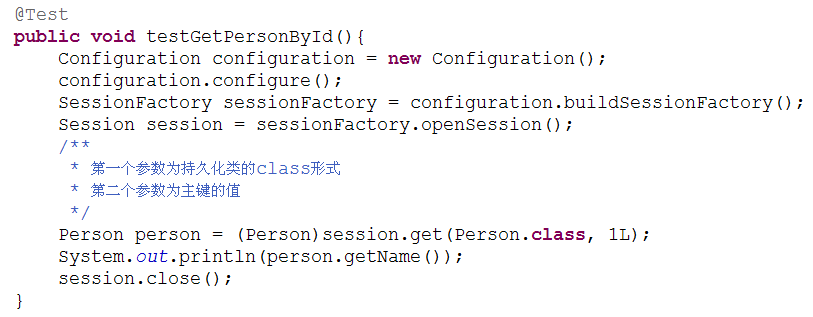 @Test
public void testGetPersonById(){
    Configuration configuration = new Configuration();
    configuration.configure();
    SessionFactory sessionFactory = configuration.buildSessionFactory();
    Session session = sessionFactory.openSession();
    /**
     * 第一个参数为持久化类的class形式
     * 第二个参数为主键的值
     */
    Person person = (Person)session.get(Person.class, 1L);
    System.out.println(person.getName());
    session.close();
}